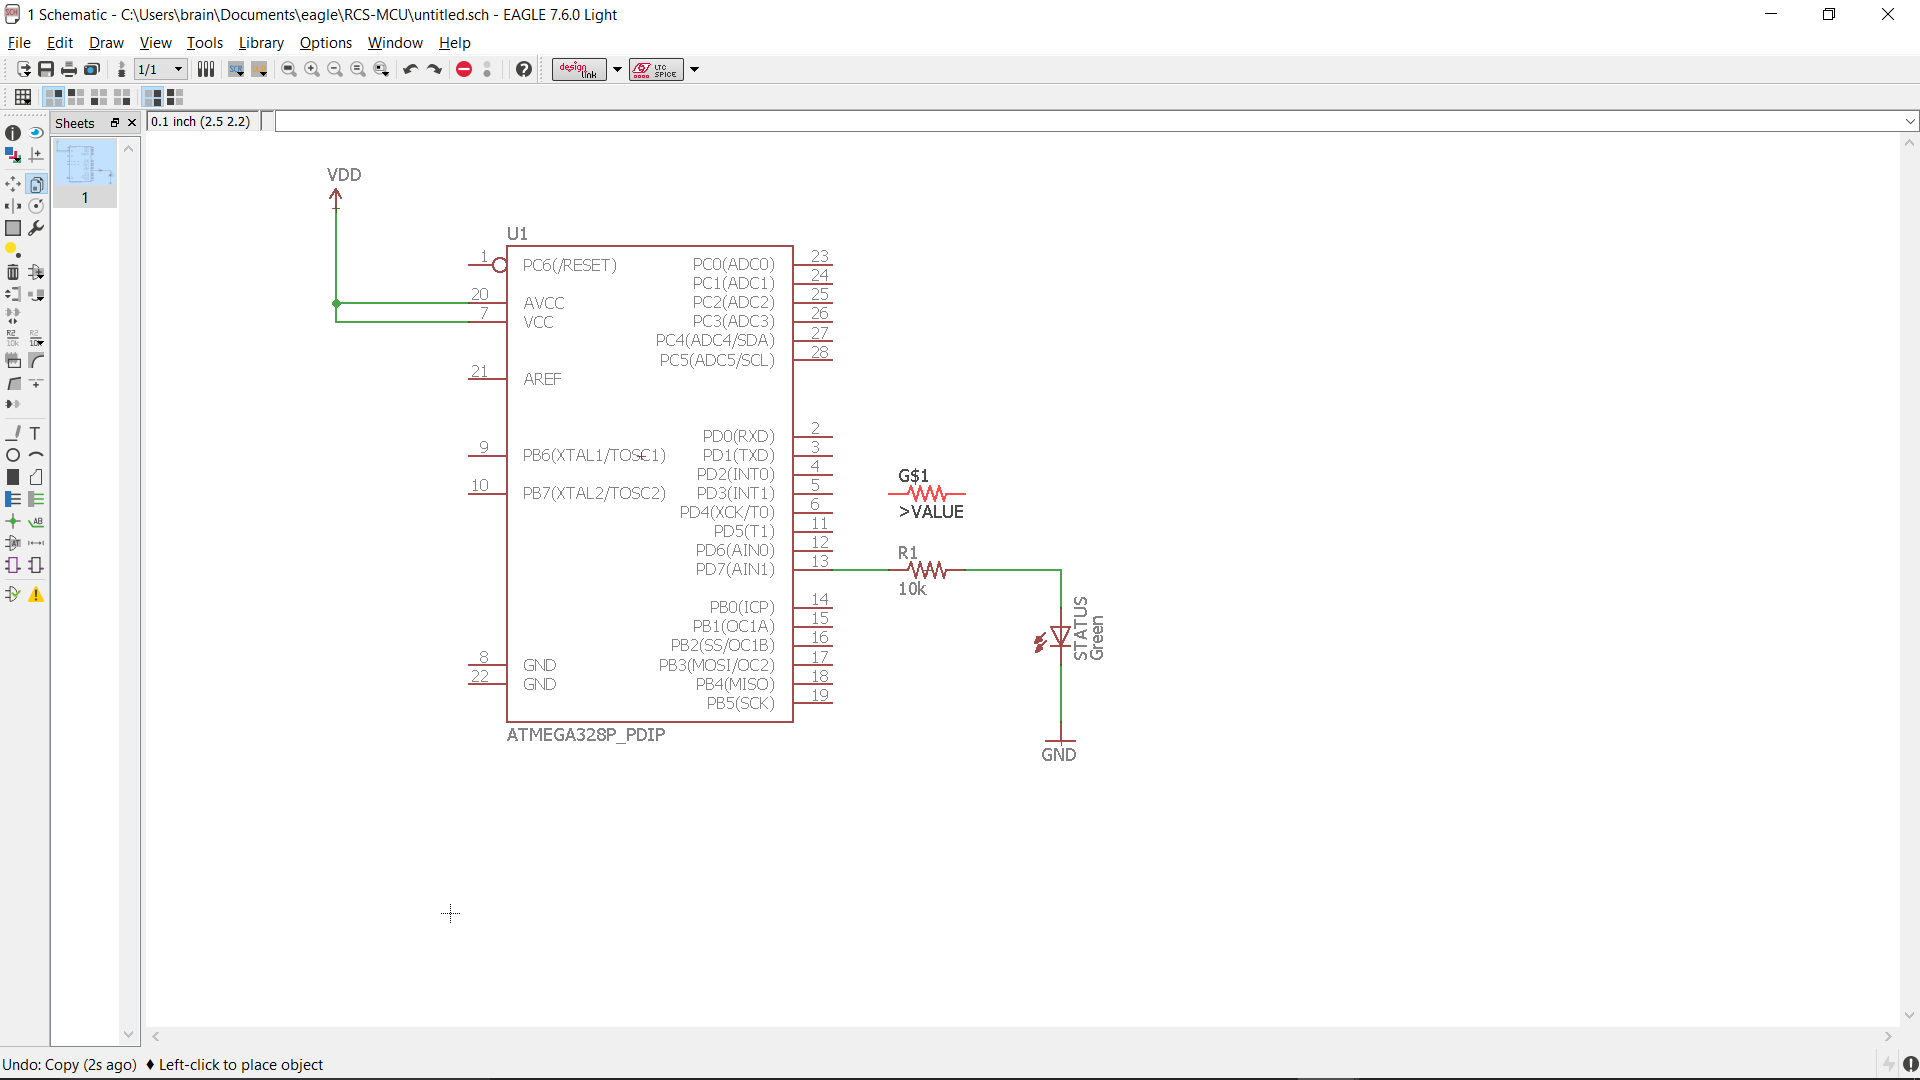 1 Schematic - C:\Users\brain\Documents\eagle\RCS-MCU\untitled.sch - EAGLE 7.6.0 Light
File Edit Draw View Tools Library Options Window Help
1/1
design link
LTC SPICE
Sheets
0.1 inch (2.5 2.2)
1
VDD
U1
1 PC6(/RESET)
20 AVCC
7 VCC
21 AREF
9 PB6(XTAL1/TOSC1)
10 PB7(XTAL2/TOSC2)
8 GND
22 GND
PC0(ADC0) 23
PC1(ADC1) 24
PC2(ADC2) 25
PC3(ADC3) 26
PC4(ADC4/SDA) 27
PC5(ADC5/SCL) 28
PD0(RXD) 2
PD1(TXD) 3
PD2(INT0) 4
PD3(INT1) 5
PD4(XCK/T0) 6
PD5(T1) 11
PD6(AIN0) 12
PD7(AIN1) 13
PB0(ICP) 14
PB1(OC1A) 15
PB2(SS/OC1B) 16
PB3(MOSI/OC2) 17
PB4(MISO) 18
PB5(SCK) 19
ATMEGA328P_PDIP
G$1
>VALUE
R1
10k
STATUS
Green
GND
Undo: Copy (2s ago) ♦ Left-click to place object